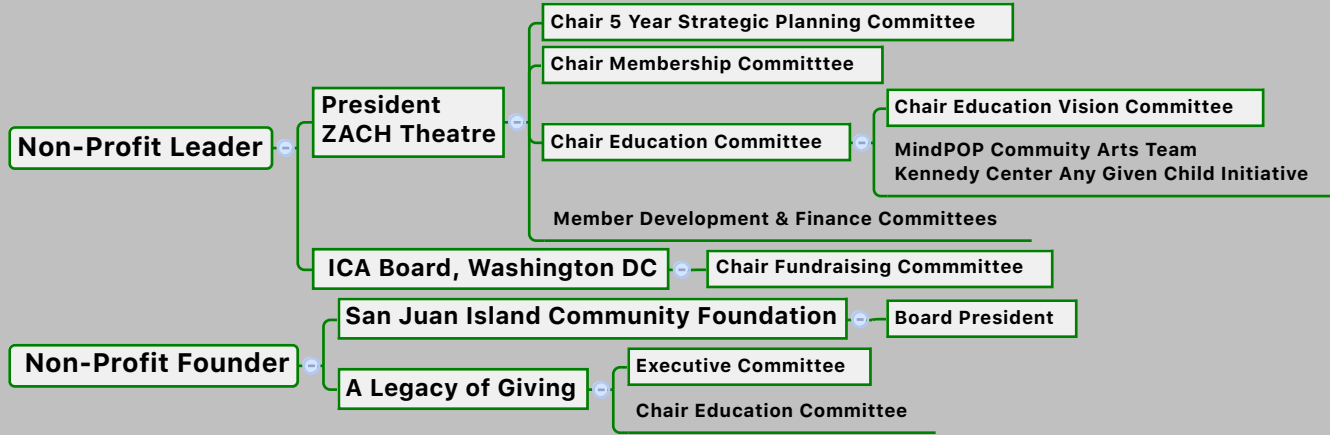 Non-Profit Leader
President
ZACH Theatre
Chair 5 Year Strategic Planning Committee
Chair Membership Committtee
Chair Education Committee
Chair Education Vision Committee
MindPOP Commuity Arts Team
Kennedy Center Any Given Child Initiative
Member Development & Finance Committees
ICA Board, Washington DC
Chair Fundraising Commmittee
Non-Profit Founder
San Juan Island Community Foundation
Board President
A Legacy of Giving
Executive Committee
Chair Education Committee